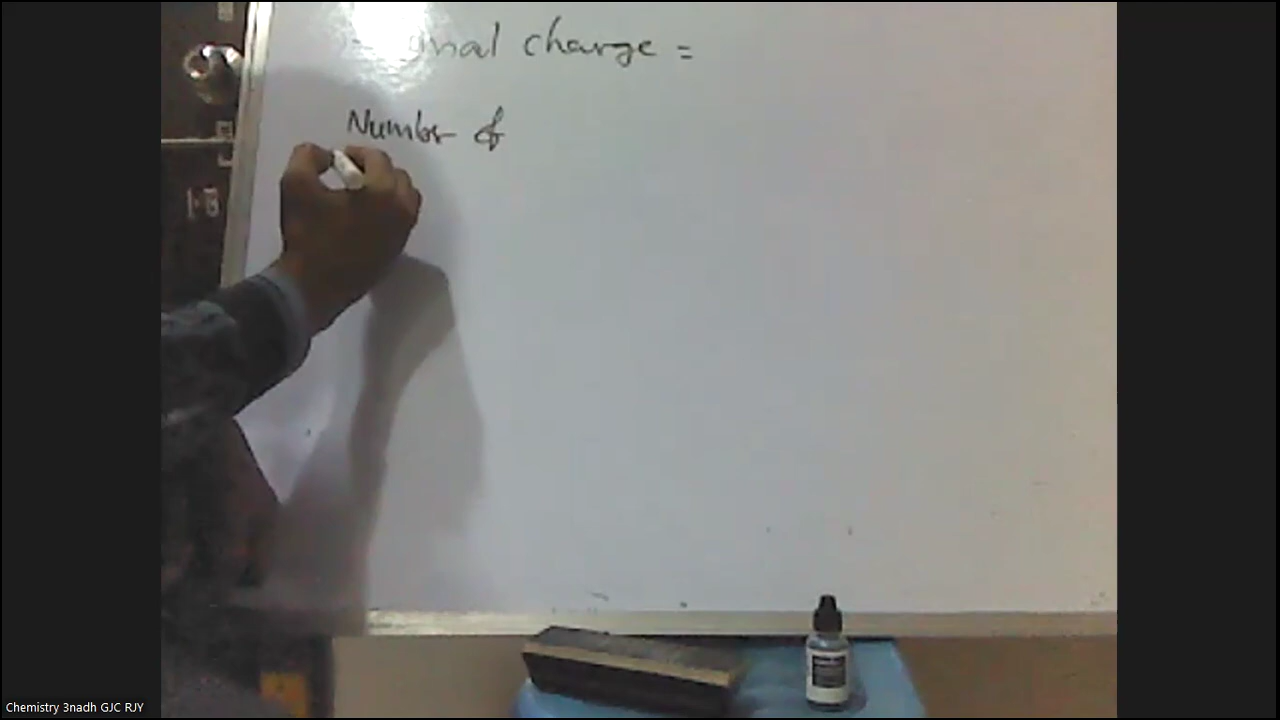 charge =
Number of
Chemistry 3nadh GJC RJY